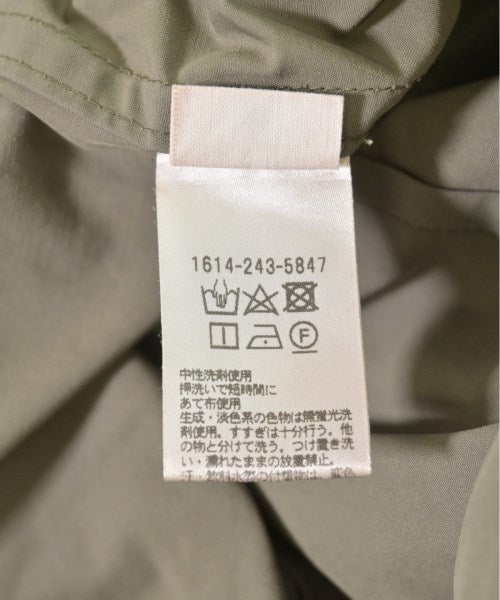 1614-243-5847
中性洗剤使用
押洗いで短時間に
あて布使用
生成・淡色系の色物は無蛍光洗
剤使用。すすぎは十分行う。他
の物と分けて洗う。つけ置き洗
い・濡れたままの放置禁止。